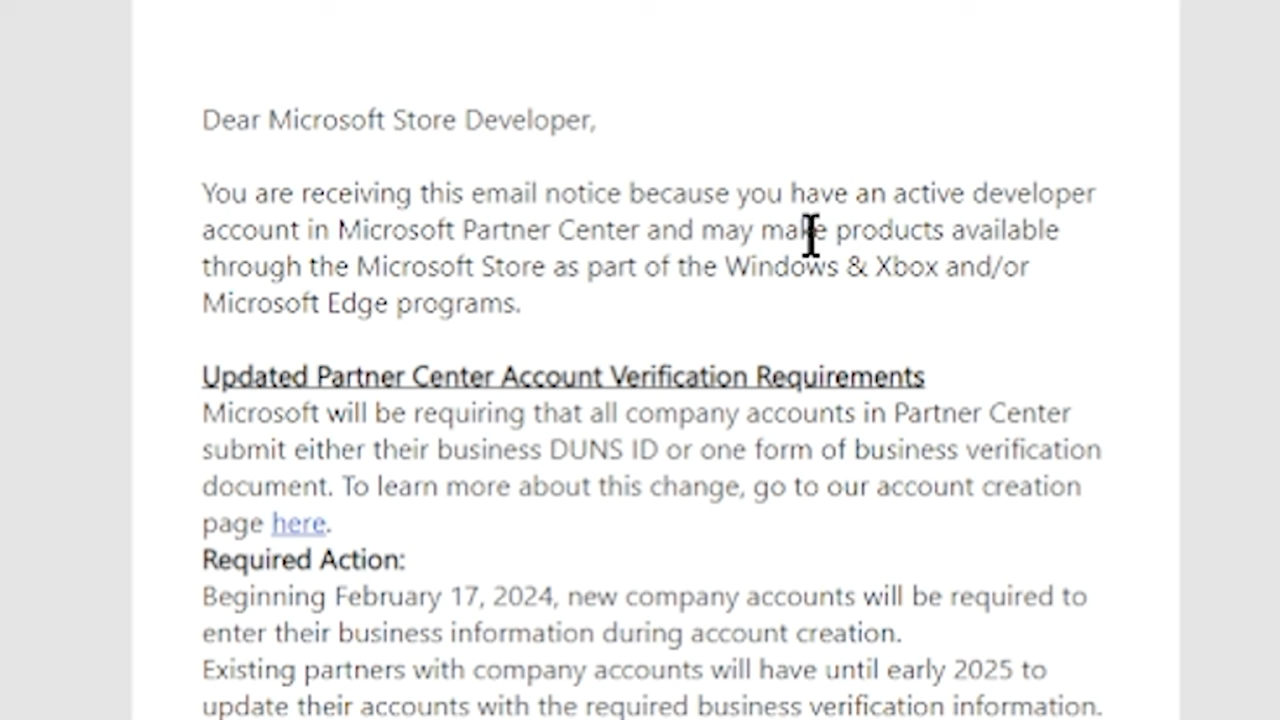 Dear Microsoft Store Developer,
You are receiving this email notice because you have an active developer
account in Microsoft Partner Center and may make products available
through the Microsoft Store as part of the Windows & Xbox and/or
Microsoft Edge programs.
Updated Partner Center Account Verification Requirements
Microsoft will be requiring that all company accounts in Partner Center
submit either their business DUNS ID or one form of business verification
document. To learn more about this change, go to our account creation
page here.
Required Action:
Beginning February 17, 2024, new company accounts will be required to
enter their business information during account creation.
Existing partners with company accounts will have until early 2025 to
update their accounts with the required business verification information.